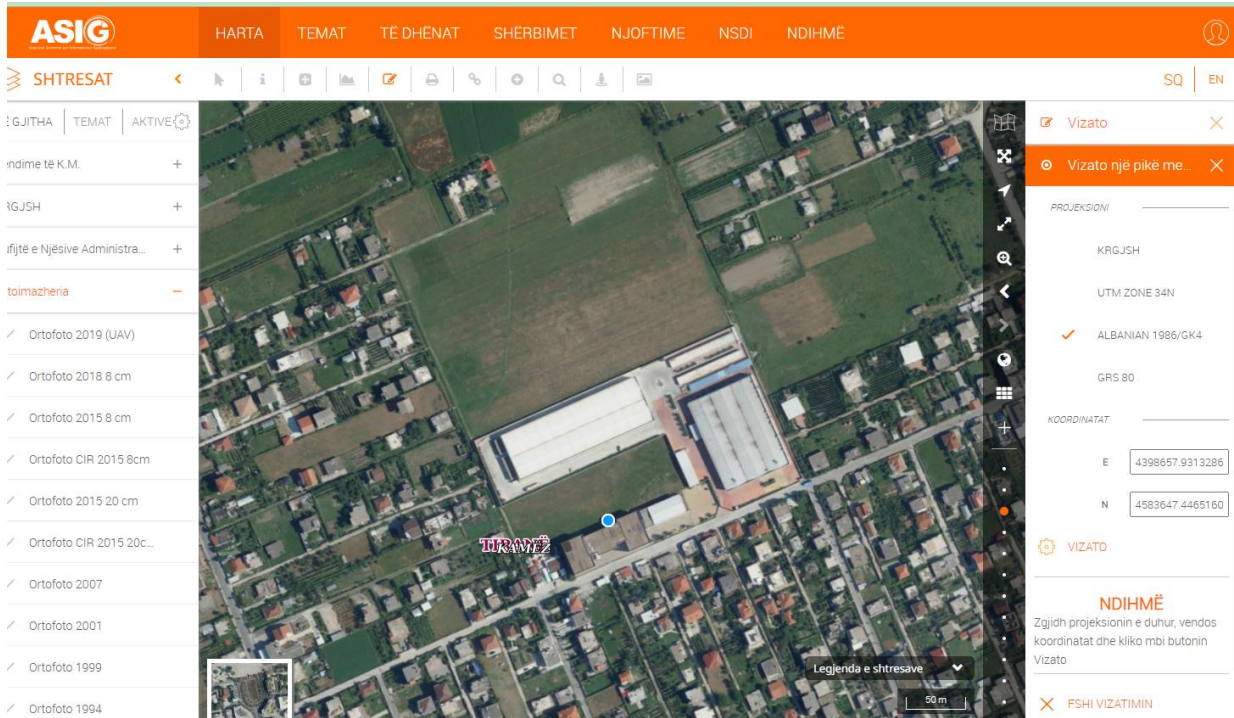 ASIG
HARTA TEMAT TË DHËNAT SHËRBIMET NJOFTIME NSDI NDIHMË
SHTRESAT
SQ EN
GJITHA TEMAT AKTIVE
ndime të K.M.
RGJSH
ufijtë e Njësive Administra...
toimazheria
Ortofoto 2019 (UAV)
Ortofoto 2018 8 cm
Ortofoto 2015 8 cm
Ortofoto CIR 2015 8cm
Ortofoto 2015 20 cm
Ortofoto CIR 2015 20c...
Ortofoto 2007
Ortofoto 2001
Ortofoto 1999
Ortofoto 1994
TIRANË
KAMËZ
Legjenda e shtresave
50 m
Vizato
Vizato një pikë me...
PROJEKSIONI
KRGJSH
UTM ZONE 34N
ALBANIAN 1986/GK4
GRS 80
KOORDINATAT
E 4398657.9313286
N 4583647.4465160
VIZATO
NDIHMË
Zgjidh projeksionin e duhur, vendos
koordinatat dhe kliko mbi butonin
Vizato
FSHI VIZATIMIN